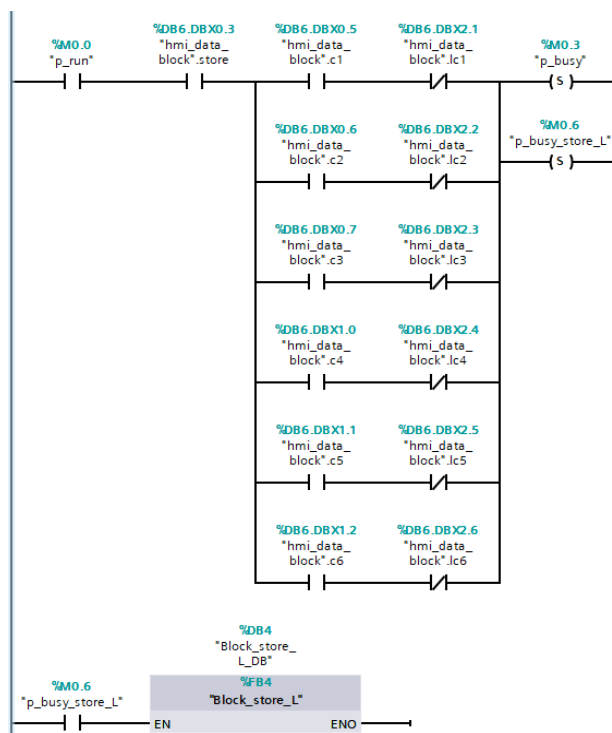 %M0.0 %DB6.DBX0.3 %DB6.DBX0.5 %DB6.DBX2.1 %M0.3
"p_run" "hmi_data_ "hmi_data_ "hmi_data_ "p_busy"
block".store block".c1 block".lc1
S
%M0.6
%DB6.DBX0.6 %DB6.DBX2.2 "p_busy_store_L"
"hmi_data_ "hmi_data_
block".c2 block".lc2
S
%DB6.DBX0.7 %DB6.DBX2.3
"hmi_data_ "hmi_data_
block".c3 block".lc3
%DB6.DBX1.0 %DB6.DBX2.4
"hmi_data_ "hmi_data_
block".c4 block".lc4
%DB6.DBX1.1 %DB6.DBX2.5
"hmi_data_ "hmi_data_
block".c5 block".lc5
%DB6.DBX1.2 %DB6.DBX2.6
"hmi_data_ "hmi_data_
block".c6 block".lc6
%DB4
"Block_store_
L_DB"
%M0.6 %FB4
"p_busy_store_L" "Block_store_L"
EN ENO